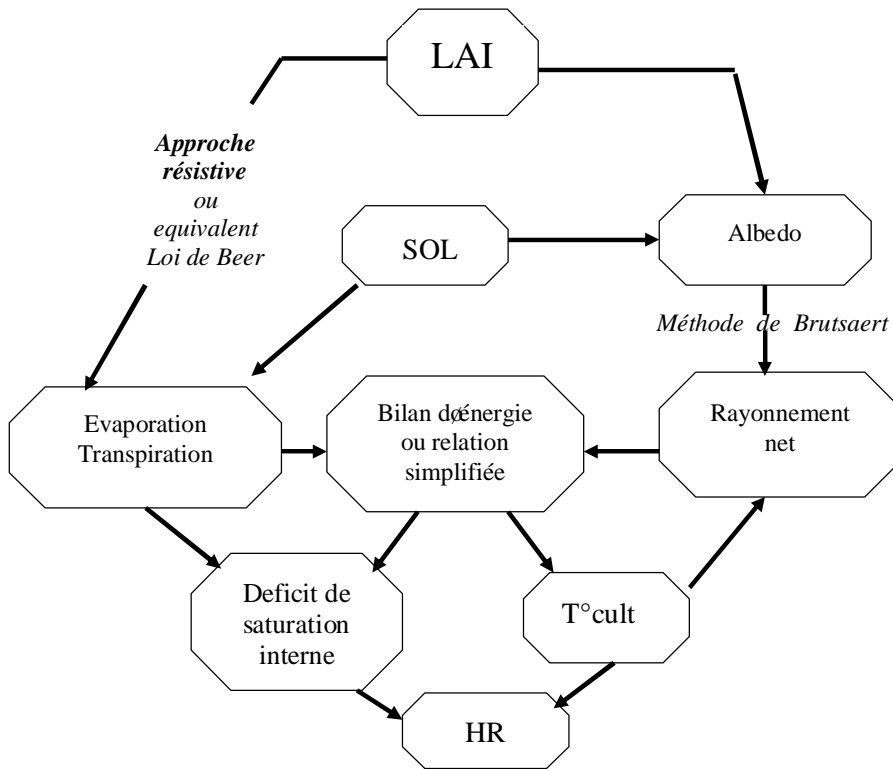 LAI
Approche
résistive
ou
equivalent
Loi de Beer
SOL
Albedo
Méthode de Brutsaert
Evaporation
Transpiration
Bilan døénergie
ou relation
simplifiée
Rayonnement
net
Deficit de
saturation
interne
T°cult
HR